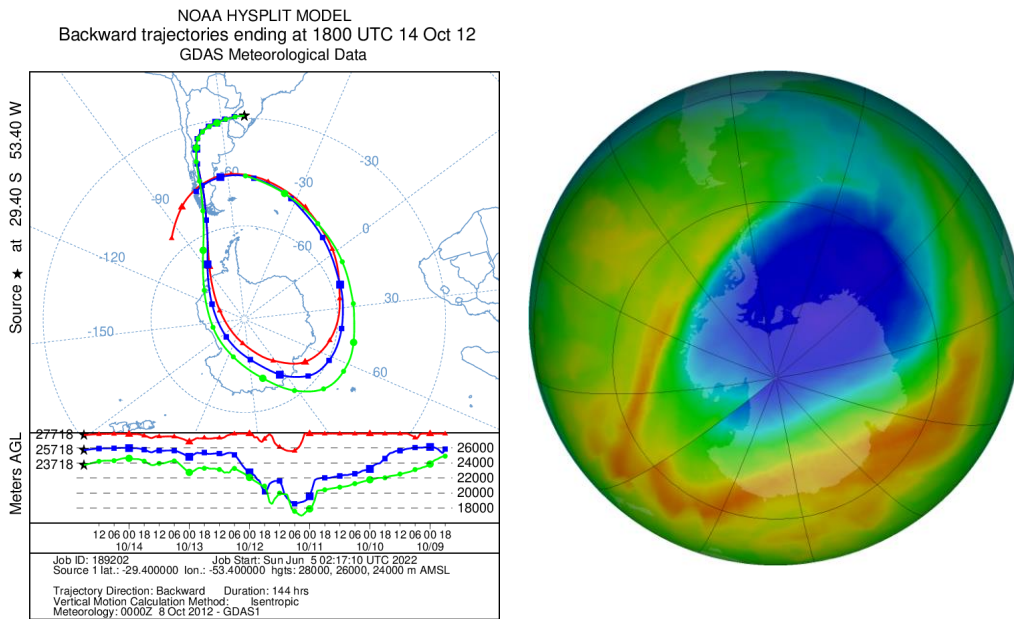 NOAA HYSPLIT MODEL
Backward trajectories ending at 1800 UTC 14 Oct 12
GDAS Meteorological Data
Source ★ at 29.40 S 53.40 W
-30
-60
-30
-90
0
-60
-120
30
-150
60
-60
Meters AGL
27718
25718
23718
26000
24000
22000
20000
18000
12 06 00 18 12 06 00 18 12 06 00 18 12 06 00 18 12 06 00 18 12 06 00 18
10/14 10/13 10/12 10/11 10/10 10/09
Job ID: 189202 Job Start: Sun Jun 5 02:17:10 UTC 2022
Source 1 lat.: -29.400000 lon.: -53.400000 hgts: 28000, 26000, 24000 m AMSL
Trajectory Direction: Backward Duration: 144 hrs
Vertical Motion Calculation Method: Isentropic
Meteorology: 0000Z 8 Oct 2012 - GDAS1